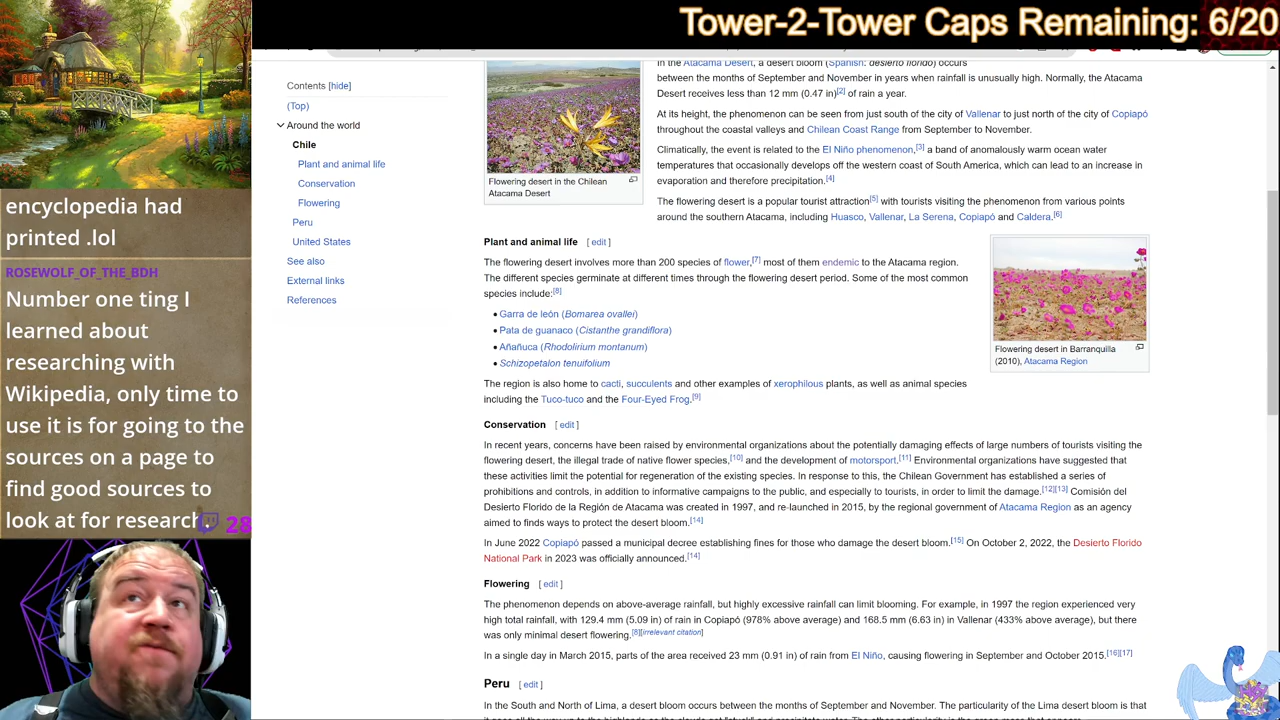 Tower-2-Tower Caps Remaining: 6/20
encyclopedia had
printed .lol
ROSEWOLF_OF_THE_BDH
Number one ting I
learned about
researching with
Wikipedia, only time to
use it is for going to the
sources on a page to
find good sources to
look at for research.
28
Contents [hide]
(Top)
Around the world
Chile
Plant and animal life
Conservation
Flowering
Peru
United States
See also
External links
References
In the Atacama Desert, a desert bloom (Spanish: desierto florido) occurs
between the months of September and November in years when rainfall is unusually high. Normally, the Atacama
Desert receives less than 12 mm (0.47 in)[2] of rain a year.
At its height, the phenomenon can be seen from just south of the city of Vallenar to just north of the city of Copiapó
throughout the coastal valleys and Chilean Coast Range from September to November.
Climatically, the event is related to the El Niño phenomenon,[3] a band of anomalously warm ocean water
temperatures that occasionally develops off the western coast of South America, which can lead to an increase in
evaporation and therefore precipitation.[4]
The flowering desert is a popular tourist attraction[5] with tourists visiting the phenomenon from various points
around the southern Atacama, including Huasco, Vallenar, La Serena, Copiapó and Caldera.[6]
Flowering desert in the Chilean
Atacama Desert
Plant and animal life [ edit ]
The flowering desert involves more than 200 species of flower,[7] most of them endemic to the Atacama region.
The different species germinate at different times through the flowering desert period. Some of the most common
species include:[8]
• Garra de león (Bomarea ovallei)
• Pata de guanaco (Cistanthe grandiflora)
• Añañuca (Rhodolirium montanum)
• Schizopetalon tenuifolium
The region is also home to cacti, succulents and other examples of xerophilous plants, as well as animal species
including the Tuco-tuco and the Four-Eyed Frog.[9]
Flowering desert in Barranquilla
(2010), Atacama Region
Conservation [ edit ]
In recent years, concerns have been raised by environmental organizations about the potentially damaging effects of large numbers of tourists visiting the
flowering desert, the illegal trade of native flower species,[10] and the development of motorsport.[11] Environmental organizations have suggested that
these activities limit the potential for regeneration of the existing species. In response to this, the Chilean Government has established a series of
prohibitions and controls, in addition to informative campaigns to the public, and especially to tourists, in order to limit the damage.[12][13] Comisión del
Desierto Florido de la Región de Atacama was created in 1997, and re-launched in 2015, by the regional government of Atacama Region as an agency
aimed to finds ways to protect the desert bloom.[14]
In June 2022 Copiapó passed a municipal decree establishing fines for those who damage the desert bloom.[15] On October 2, 2022, the Desierto Florido
National Park in 2023 was officially announced.[14]
Flowering [ edit ]
The phenomenon depends on above-average rainfall, but highly excessive rainfall can limit blooming. For example, in 1997 the region experienced very
high total rainfall, with 129.4 mm (5.09 in) of rain in Copiapó (978% above average) and 168.5 mm (6.63 in) in Vallenar (433% above average), but there
was only minimal desert flowering.[8][irrelevant citation]
In a single day in March 2015, parts of the area received 23 mm (0.91 in) of rain from El Niño, causing flowering in September and October 2015.[16][17]
Peru [ edit ]
In the South and North of Lima, a desert bloom occurs between the months of September and November. The particularity of the Lima desert bloom is that